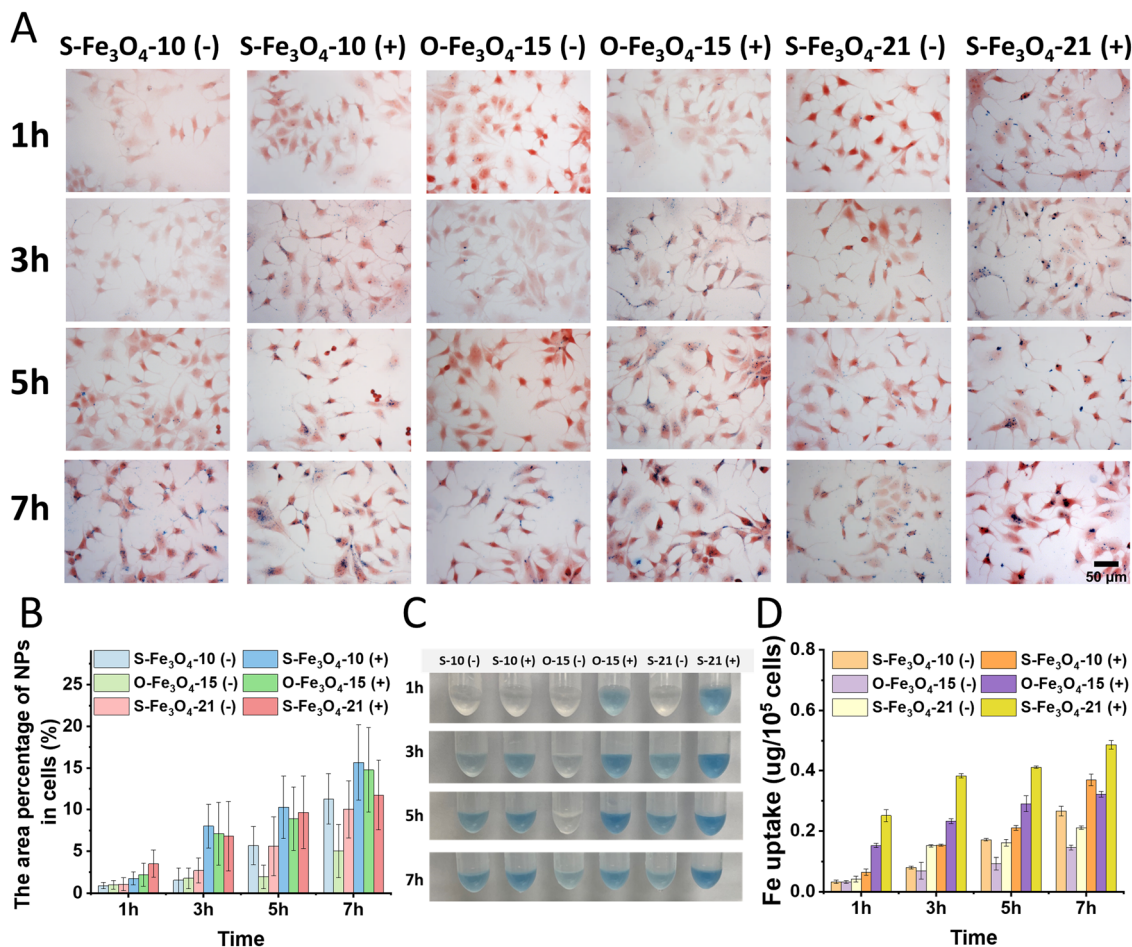 A
S-Fe₃O₄-10 (-) S-Fe₃O₄-10 (+) O-Fe₃O₄-15 (-) O-Fe₃O₄-15 (+) S-Fe₃O₄-21 (-) S-Fe₃O₄-21 (+)
1h
3h
5h
7h
50 μm
B
The area percentage of NPs
in cells (%)
S-Fe₃O₄-10 (-) S-Fe₃O₄-10 (+)
O-Fe₃O₄-15 (-) O-Fe₃O₄-15 (+)
S-Fe₃O₄-21 (-) S-Fe₃O₄-21 (+)
25
20
15
10
5
0
1h 3h 5h 7h
Time
C
S-10 (-) S-10 (+) O-15 (-) O-15 (+) S-21 (-) S-21 (+)
1h
3h
5h
7h
D
Fe uptake (ug/10⁵ cells)
S-Fe₃O₄-10 (-) S-Fe₃O₄-10 (+)
O-Fe₃O₄-15 (-) O-Fe₃O₄-15 (+)
S-Fe₃O₄-21 (-) S-Fe₃O₄-21 (+)
0.8
0.6
0.4
0.2
0.0
1h 3h 5h 7h
Time